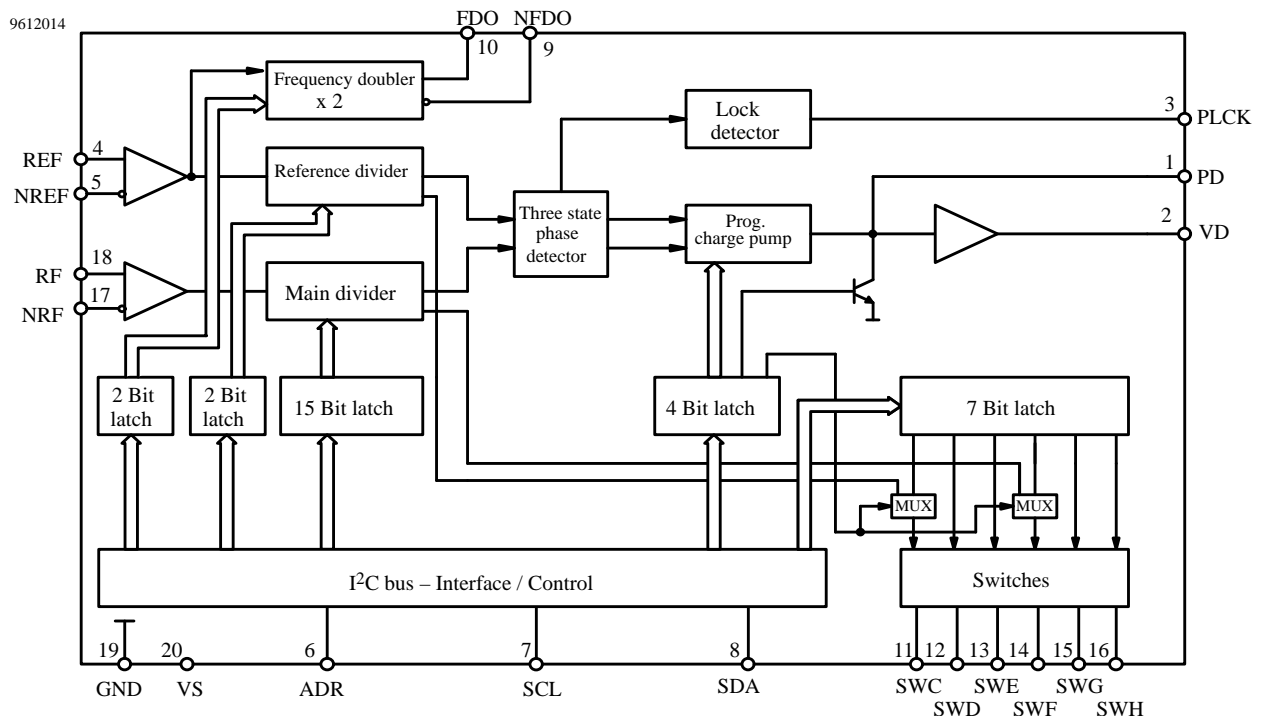 9612014
FDO NFDO
10 9
Frequency doubler
x 2
Lock
detector
3
PLCK
REF
4
5
NREF
Reference divider
1
PD
Three state
phase
detector
Prog.
charge pump
2
VD
RF
18
17
NRF
Main divider
2 Bit
latch
2 Bit
latch
15 Bit latch
4 Bit latch
7 Bit latch
MUX
MUX
I2C bus – Interface / Control
Switches
19 20 6 7 8 11 12 13 14 15 16
GND VS ADR SCL SDA SWC SWE SWG
SWD SWF SWH